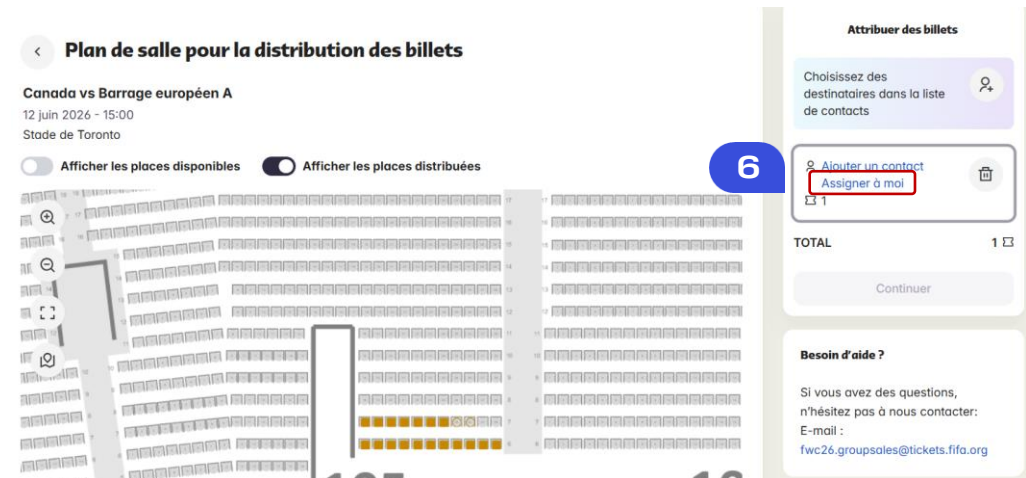 Plan de salle pour la distribution des billets
Canada vs Barrage européen A
12 juin 2026 - 15:00
Stade de Toronto
Afficher les places disponibles
Afficher les places distribuées
Attribuer des billets
Choisissez des
destinataires dans la liste
de contacts
6
Ajouter un contact
Assigner à moi
1
TOTAL 1
Continuer
Besoin d'aide ?
Si vous avez des questions,
n'hésitez pas à nous contacter:
E-mail :
fwc26.groupsales@tickets.fifa.org